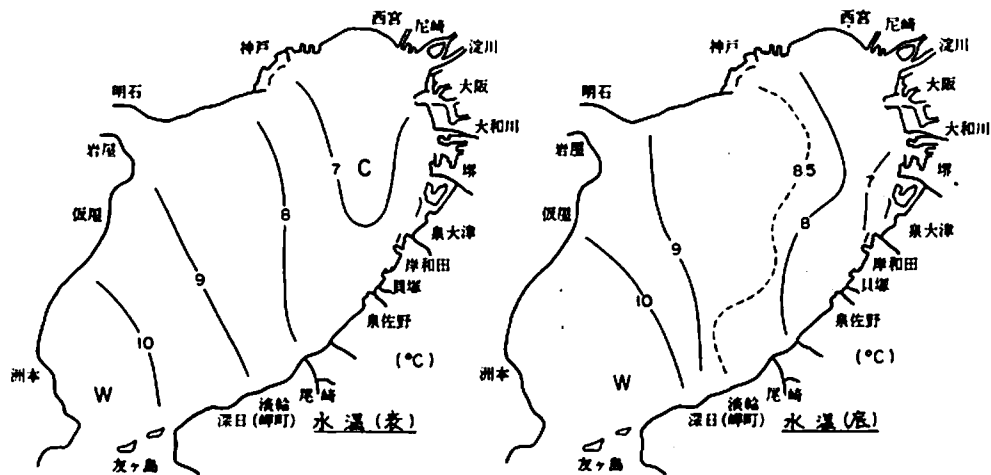 西宮
尼崎
淀川
神戸
大阪
明石
大和川
岩屋
7
C
堺
8
仮屋
泉大津
岸和田
9
貝塚
泉佐野
10
(°C)
洲本
W
尾崎
淡輪
深日(岬町)
水温(表)
友ヶ島
西宮
尼崎
淀川
神戸
大阪
明石
大和川
岩屋
8.5
堺
7
仮屋
8
泉大津
9
岸和田
10
貝塚
泉佐野
(°C)
洲本
W
尾崎
淡輪
深日(岬町)
水温(底)
友ヶ島